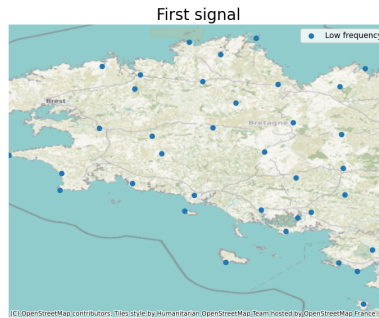 First signal
Low frequency
Brest
Bretagne
(C) OpenStreetMap contributors. Tiles style by Humanitarian OpenStreetMap Team hosted by OpenStreetMap France